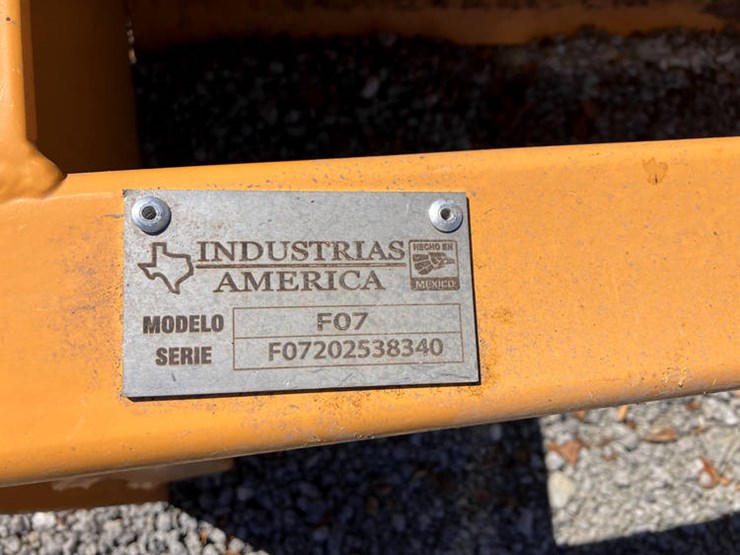 INDUSTRIAS
AMERICA
HECHO EN
MEXICO
MODELO F07
SERIE F07202538340